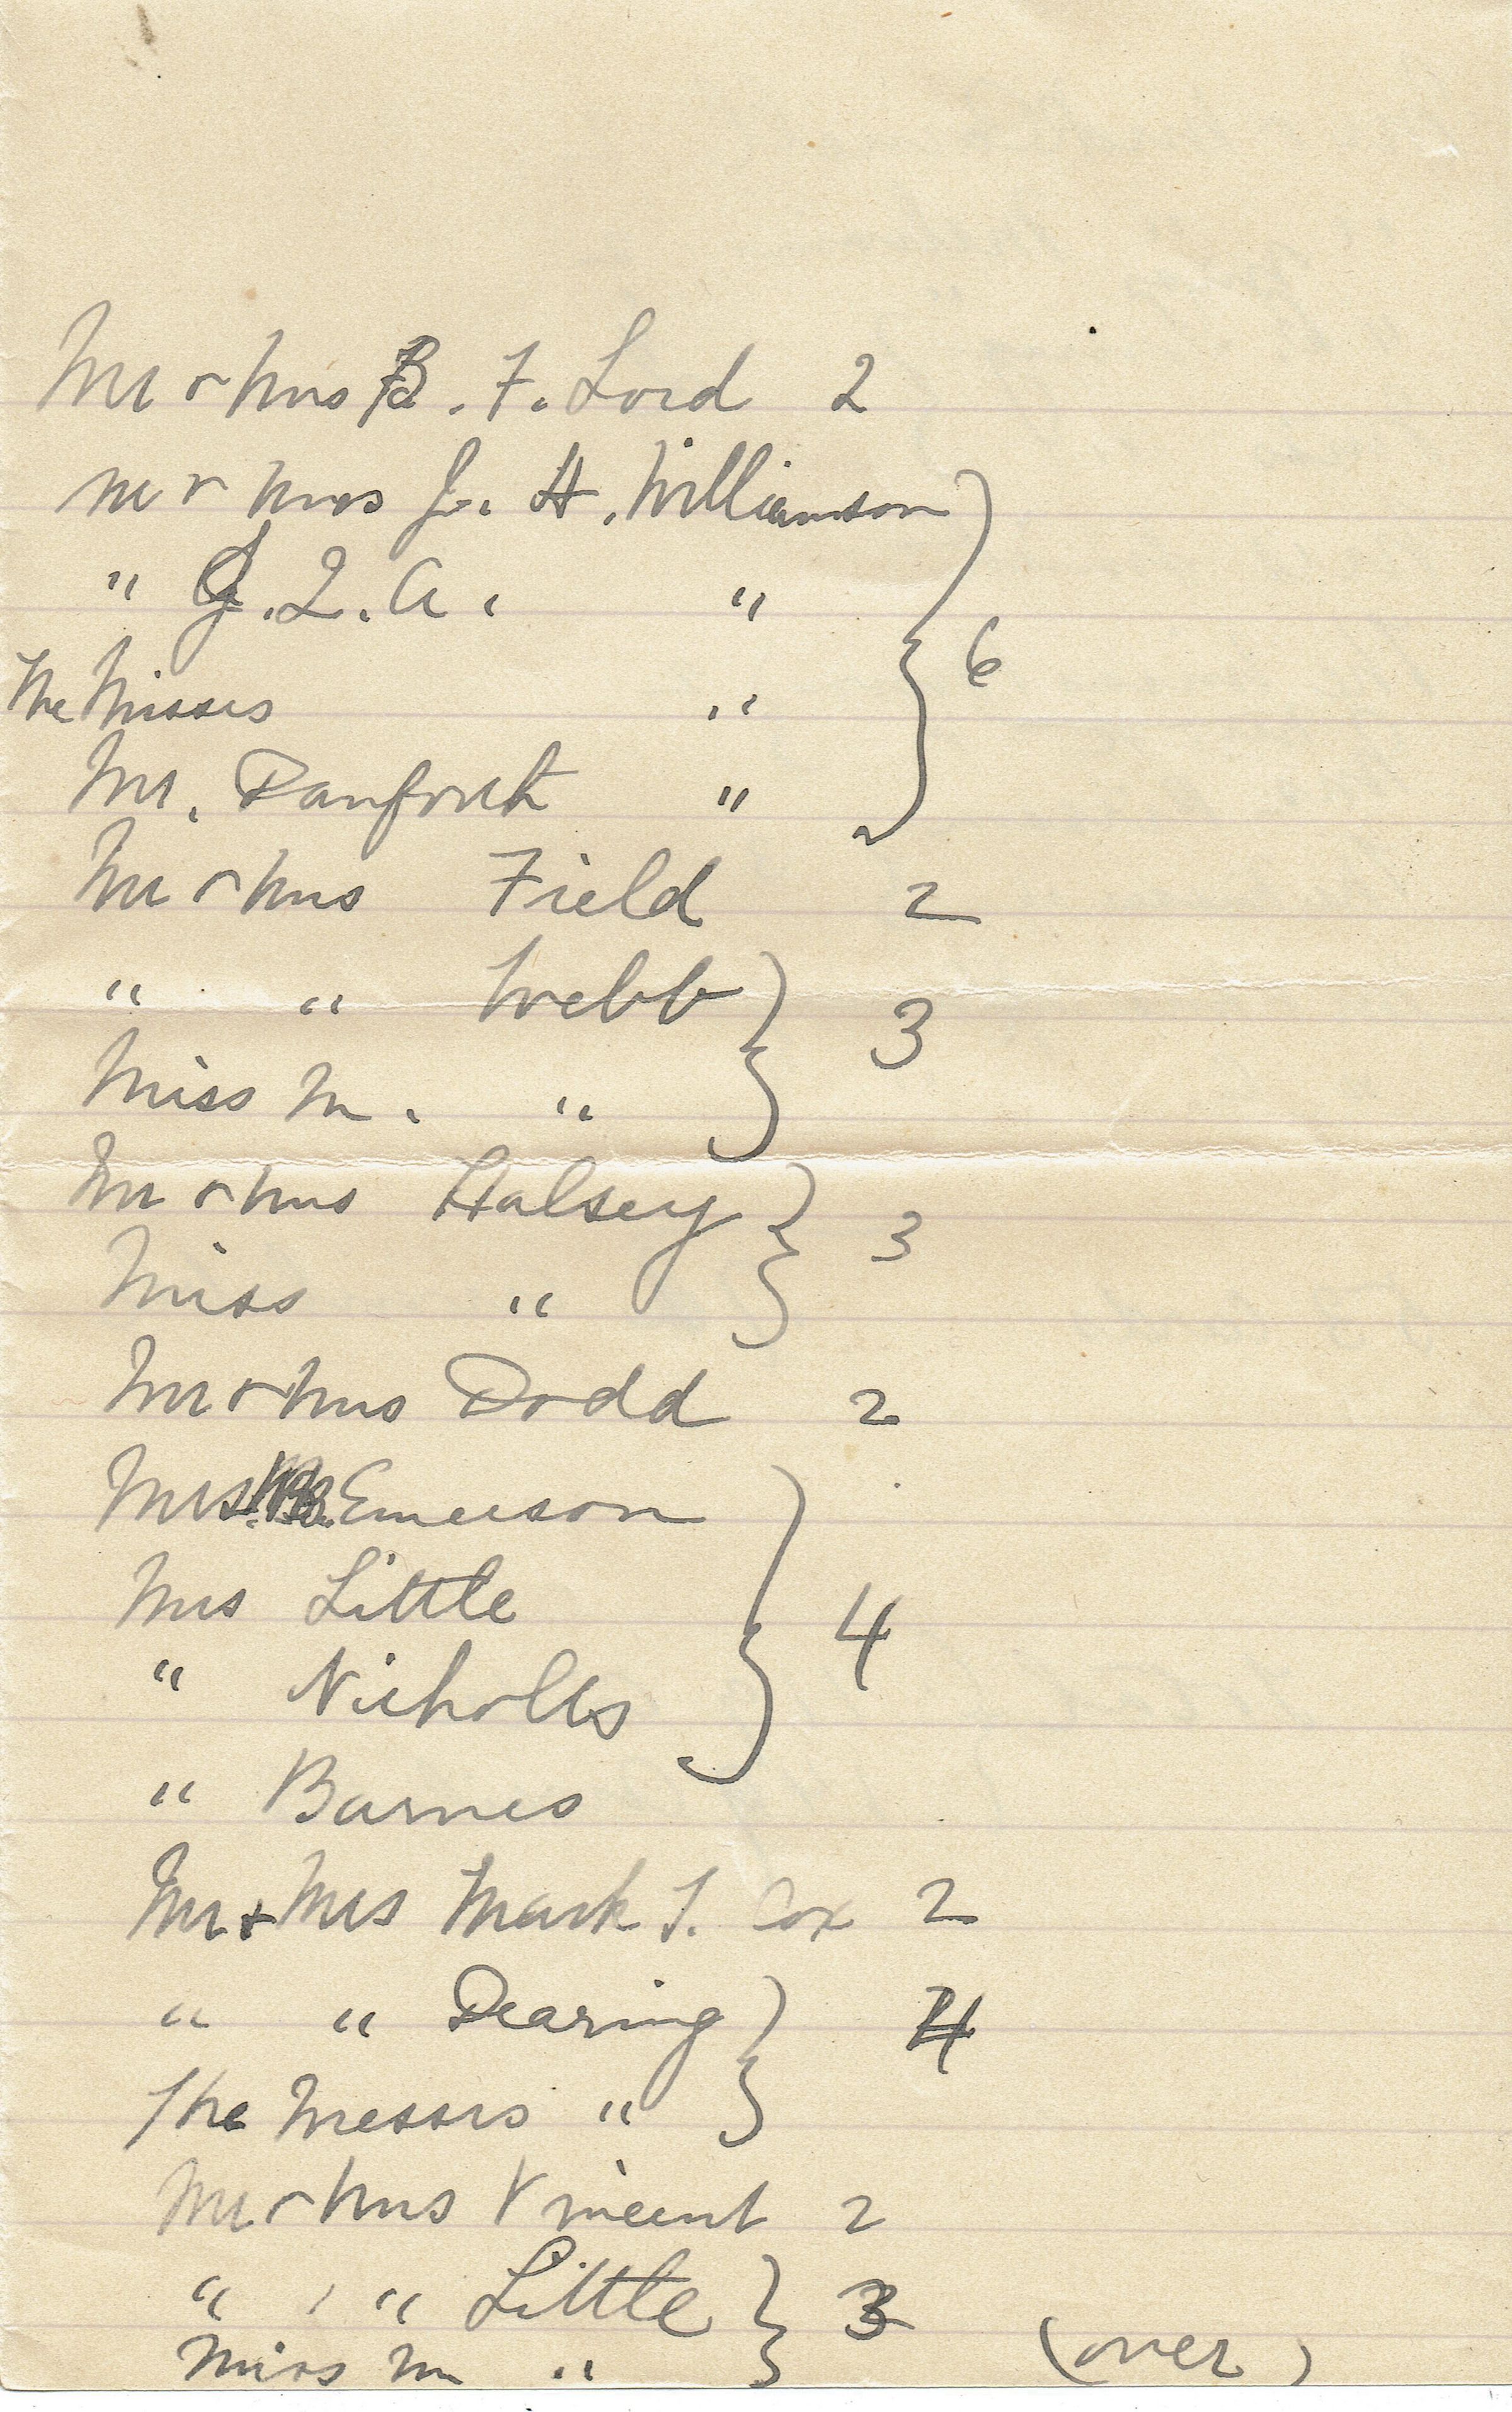 Mr & Mrs B. F. Lord 2
Mr & Mrs J. H. Williamson
" J. Q. A. "
The Misses " } 6
Mr. Danforth "
Mr & Mrs Field 2
" " Webb } 3
Miss M. "
Mr & Mrs Halsey } 3
Miss "
Mr & Mrs Dodd 2
Mrs. Emerson
Mrs Little } 4
" Nicholls
" Barnes
Mr & Mrs Mark T. Cox 2
" " Dearing } 4
The Messrs "
Mr & Mrs Vincent 2
" " Little } 3
Miss M " (over)